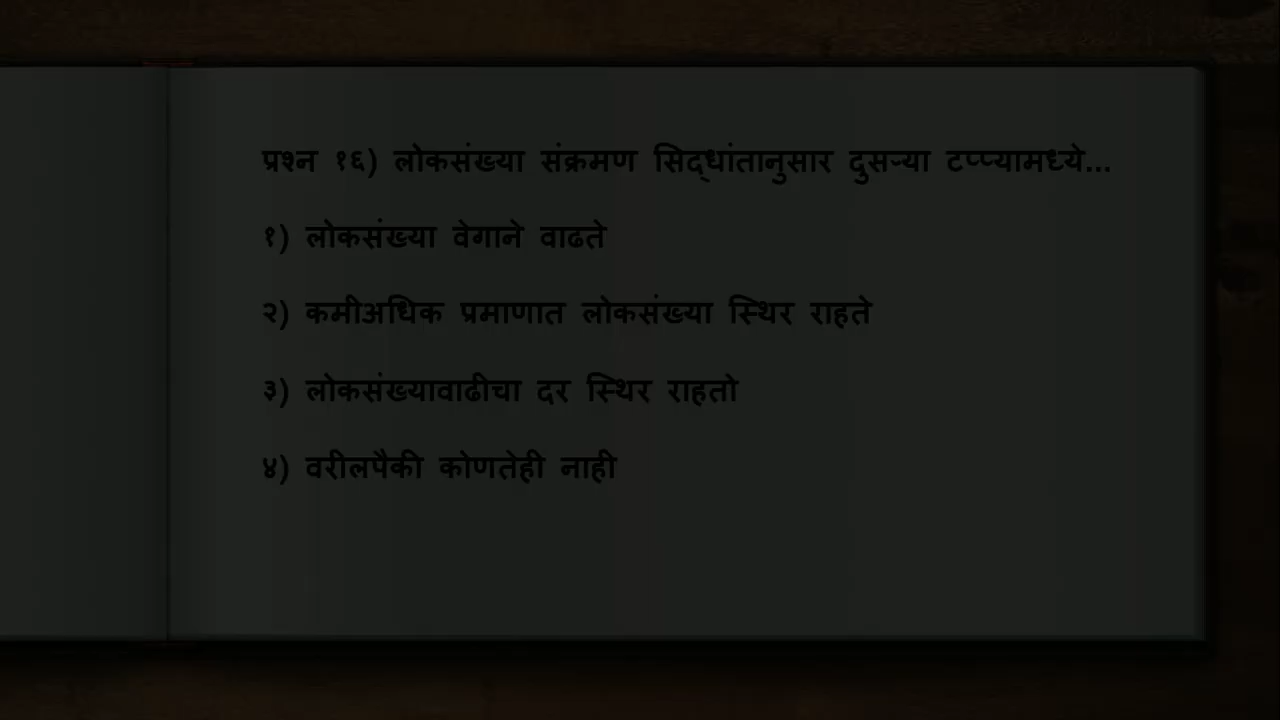 प्रश्न १६) लोकसंख्या संक्रमण सिद्धांतानुसार दुसऱ्या टप्प्यामध्ये...
१) लोकसंख्या वेगाने वाढते
२) कमीअधिक प्रमाणात लोकसंख्या स्थिर राहते
३) लोकसंख्यावाढीचा दर स्थिर राहतो
४) वरीलपैकी कोणतेही नाही